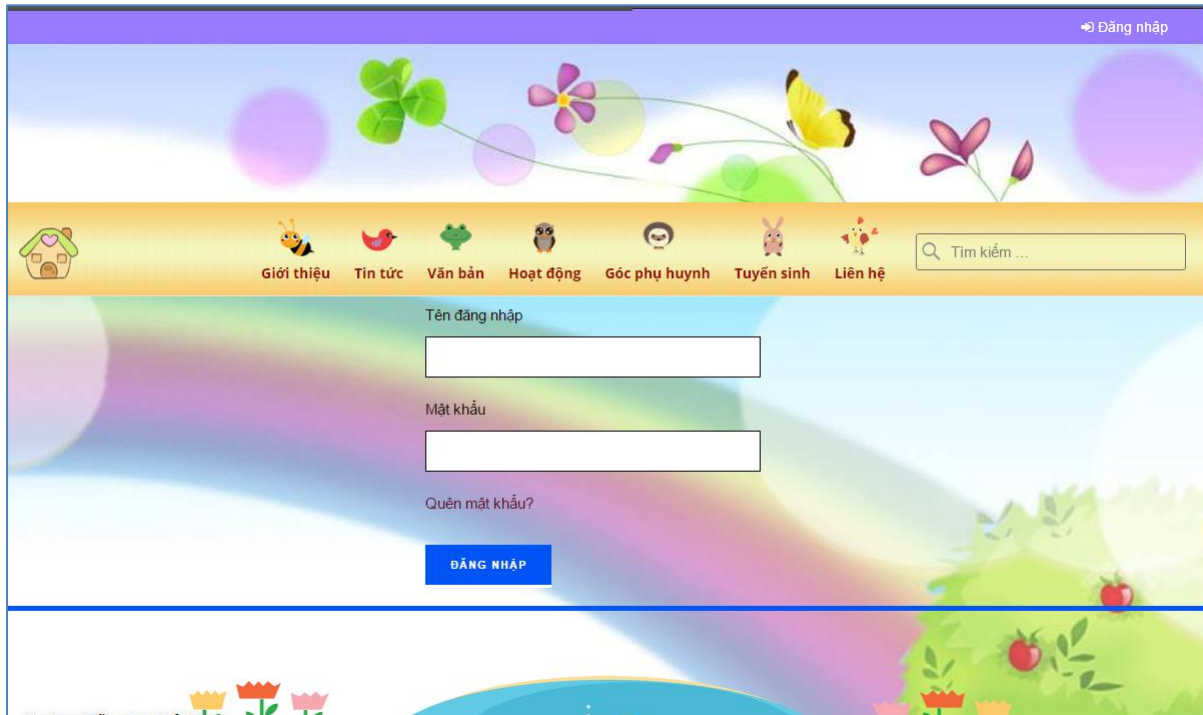 Đăng nhập
Giới thiệu Tin tức Văn bản Hoạt động Góc phụ huynh Tuyển sinh Liên hệ
Tìm kiếm ...
Tên đăng nhập
Mật khẩu
Quên mật khẩu?
ĐĂNG NHẬP